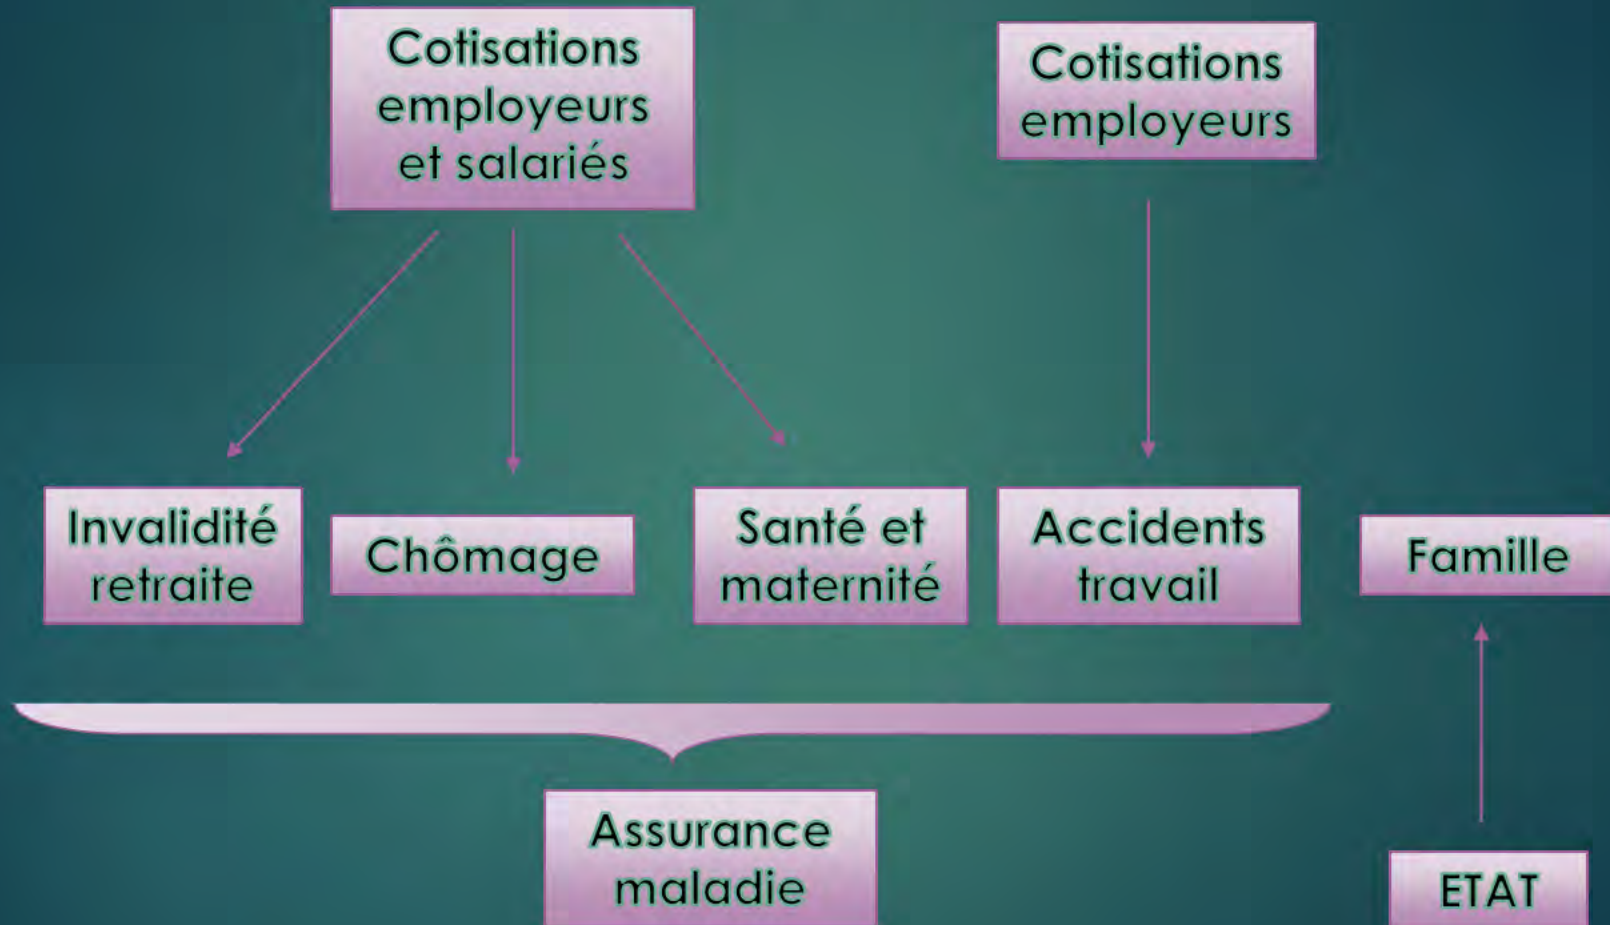 Cotisations
employeurs
et salariés
Cotisations
employeurs
Invalidité
retraite
Chômage
Santé et
maternité
Accidents
travail
Famille
Assurance
maladie
ETAT